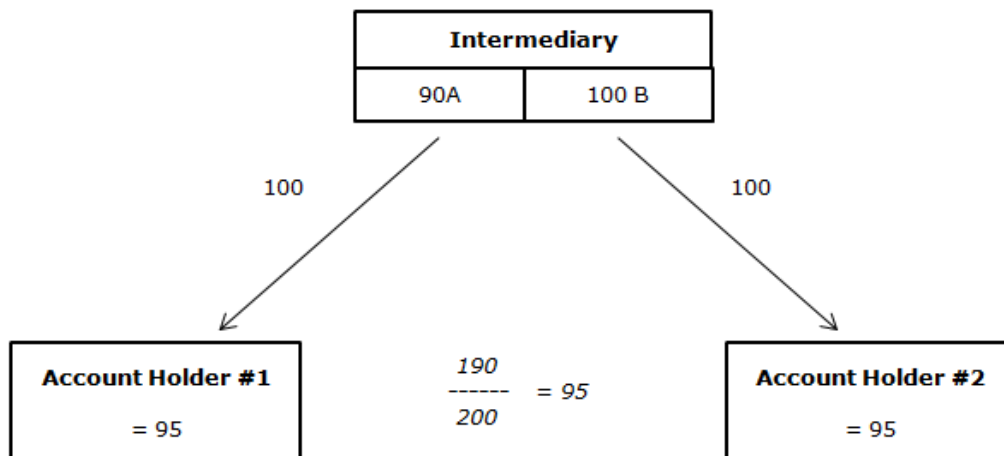 Intermediary
90A
100 B
100
100
Account Holder #1
= 95
190
------
200
= 95
Account Holder #2
= 95